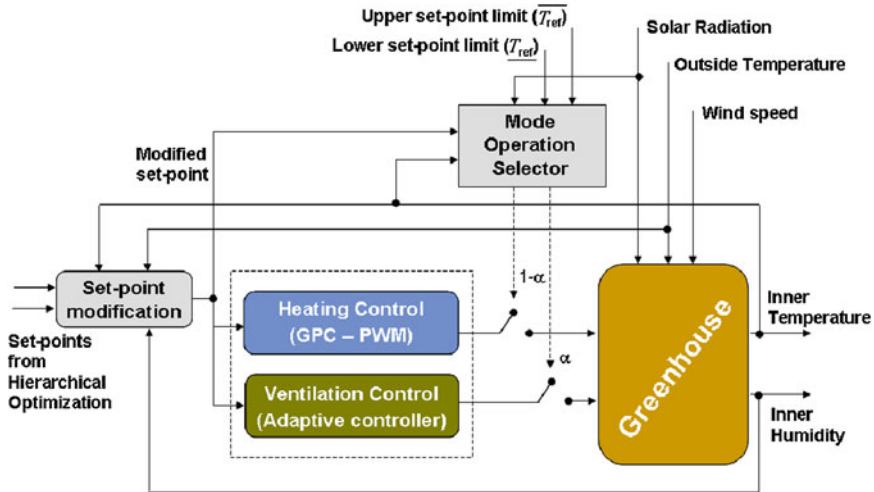 Upper set-point limit (T̅ref)
Lower set-point limit (T̲ref)
Solar Radiation
Outside Temperature
Wind speed
Mode
Operation
Selector
Modified
set-point
Set-point
modification
Set-points
from
Hierarchical
Optimization
Heating Control
(GPC – PWM)
Ventilation Control
(Adaptive controller)
1-α
α
Greenhouse
Inner
Temperature
Inner
Humidity